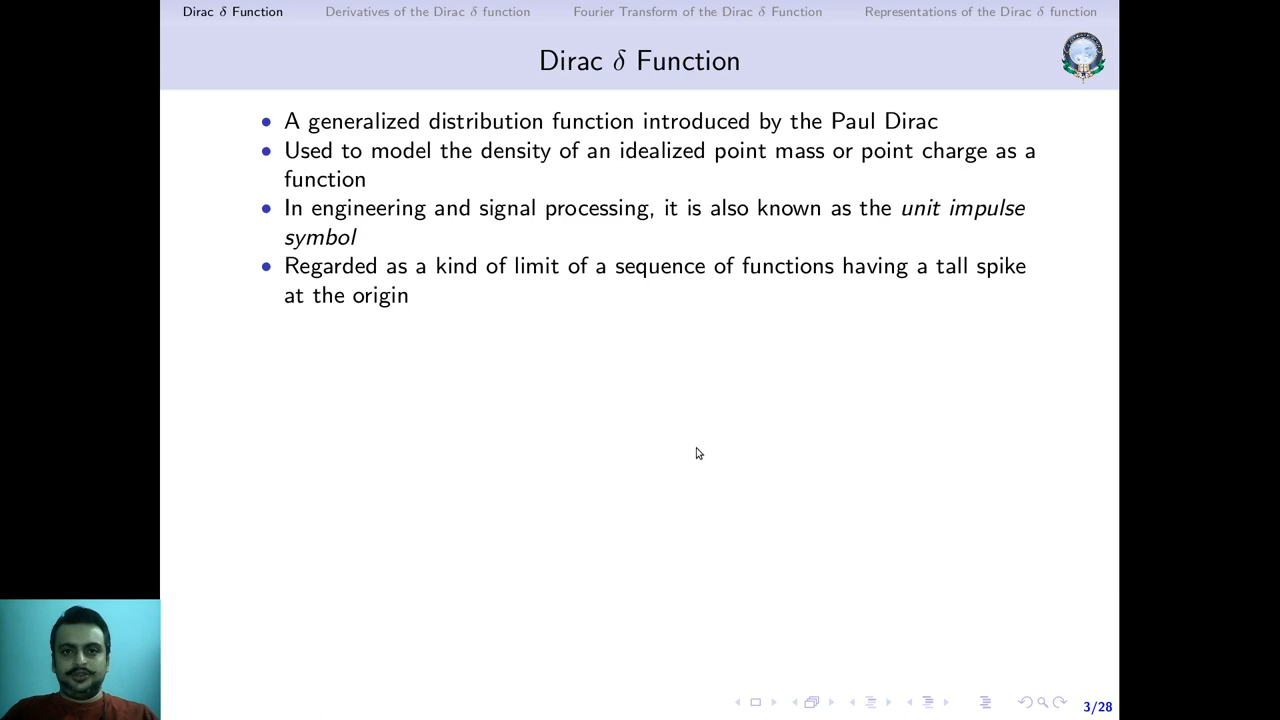 Dirac δ Function Derivatives of the Dirac δ function Fourier Transform of the Dirac δ Function Representations of the Dirac δ function
Dirac δ Function
• A generalized distribution function introduced by the Paul Dirac
• Used to model the density of an idealized point mass or point charge as a
function
• In engineering and signal processing, it is also known as the unit impulse
symbol
• Regarded as a kind of limit of a sequence of functions having a tall spike
at the origin
3/28